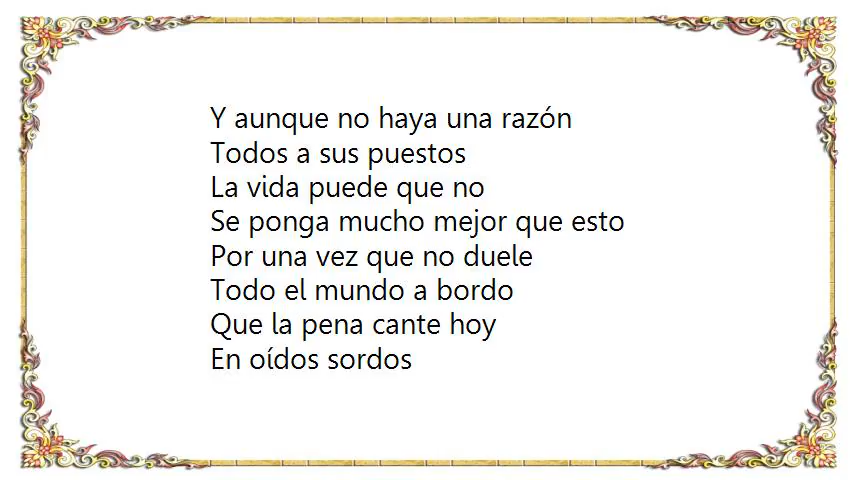 Y aunque no haya una razón
Todos a sus puestos
La vida puede que no
Se ponga mucho mejor que esto
Por una vez que no duele
Todo el mundo a bordo
Que la pena cante hoy
En oídos sordos